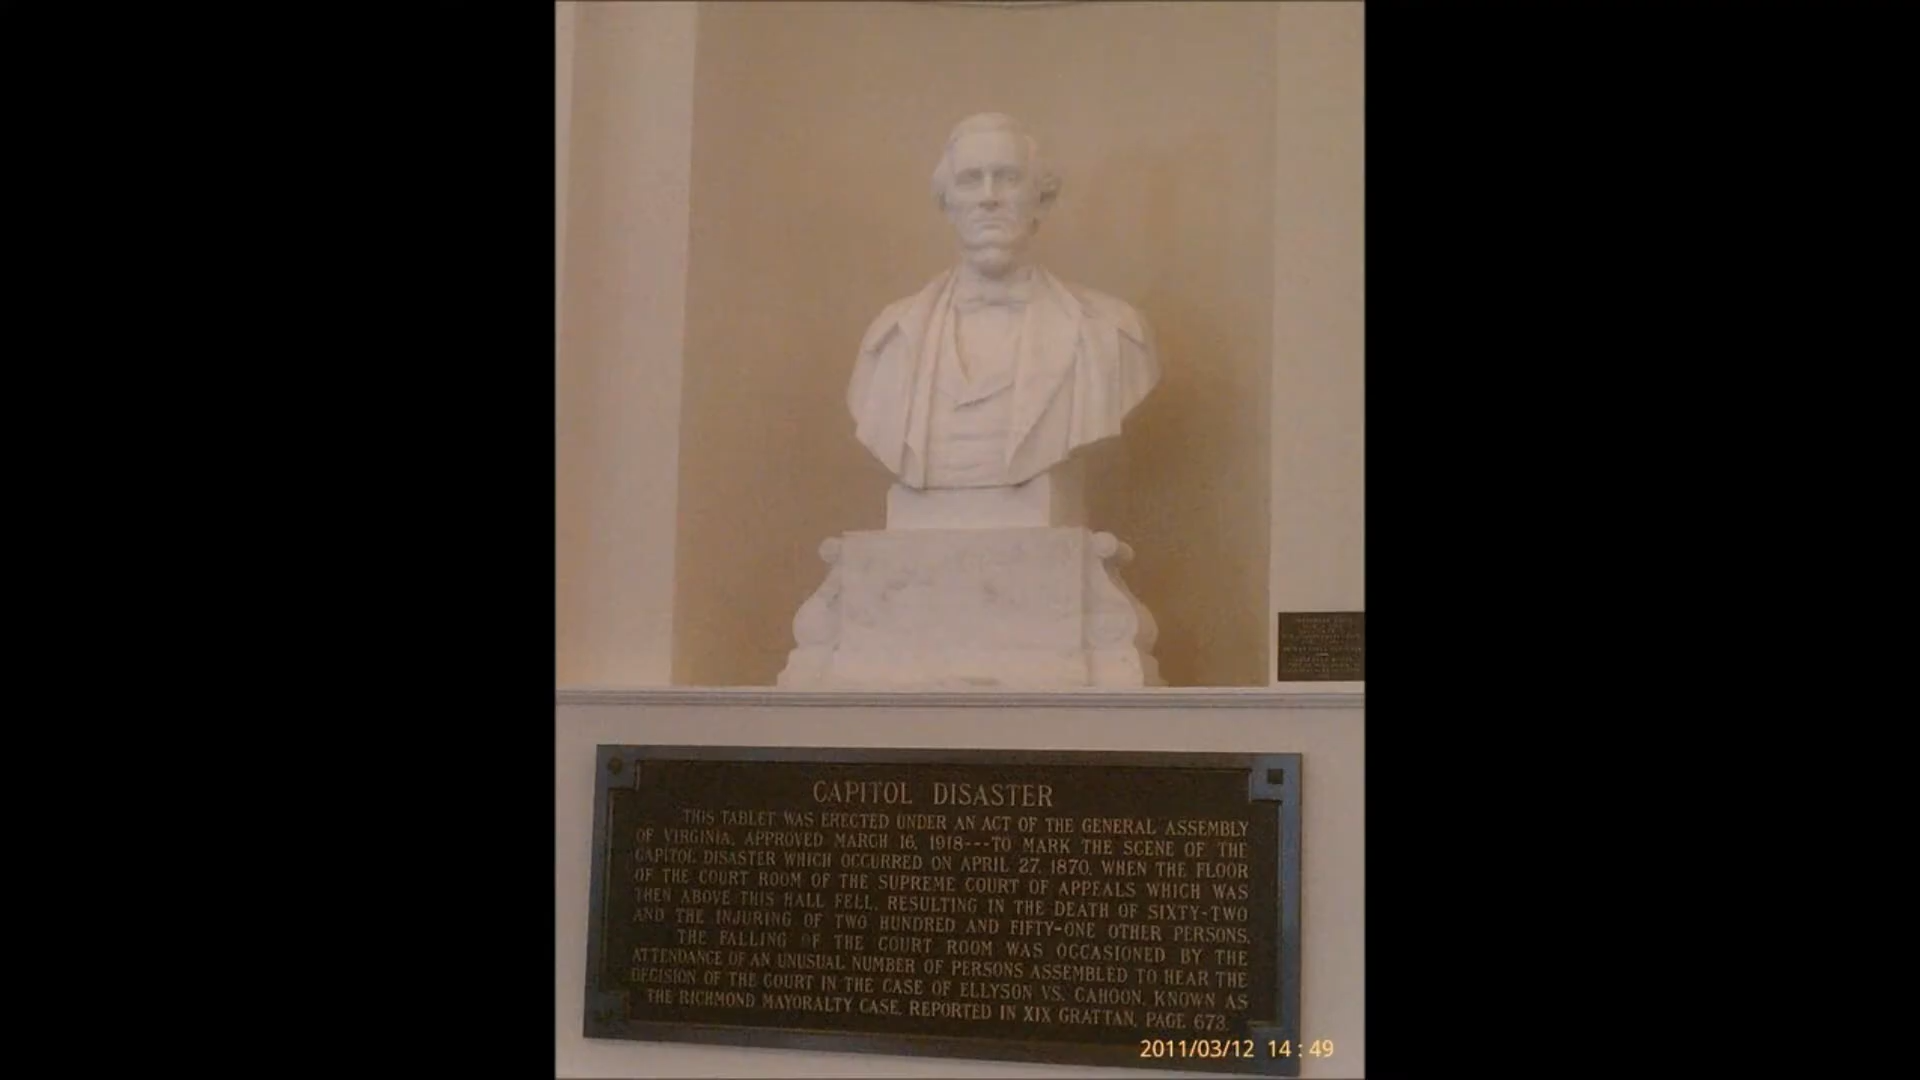 CAPITOL DISASTER
THIS TABLET WAS ERECTED UNDER AN ACT OF THE GENERAL ASSEMBLY
OF VIRGINIA, APPROVED MARCH 16, 1918---TO MARK THE SCENE OF THE
CAPITOL DISASTER WHICH OCCURRED ON APRIL 27, 1870, WHEN THE FLOOR
OF THE COURT ROOM OF THE SUPREME COURT OF APPEALS WHICH WAS
THEN ABOVE THIS HALL FELL, RESULTING IN THE DEATH OF SIXTY-TWO
AND THE INJURING OF TWO HUNDRED AND FIFTY-ONE OTHER PERSONS.
THE FALLING OF THE COURT ROOM WAS OCCASIONED BY THE
ATTENDANCE OF AN UNUSUAL NUMBER OF PERSONS ASSEMBLED TO HEAR THE
DECISION OF THE COURT IN THE CASE OF ELLYSON VS. CAHOON, KNOWN AS
THE RICHMOND MAYORALTY CASE, REPORTED IN XIX GRATTAN, PAGE 673.
2011/03/12 14:49